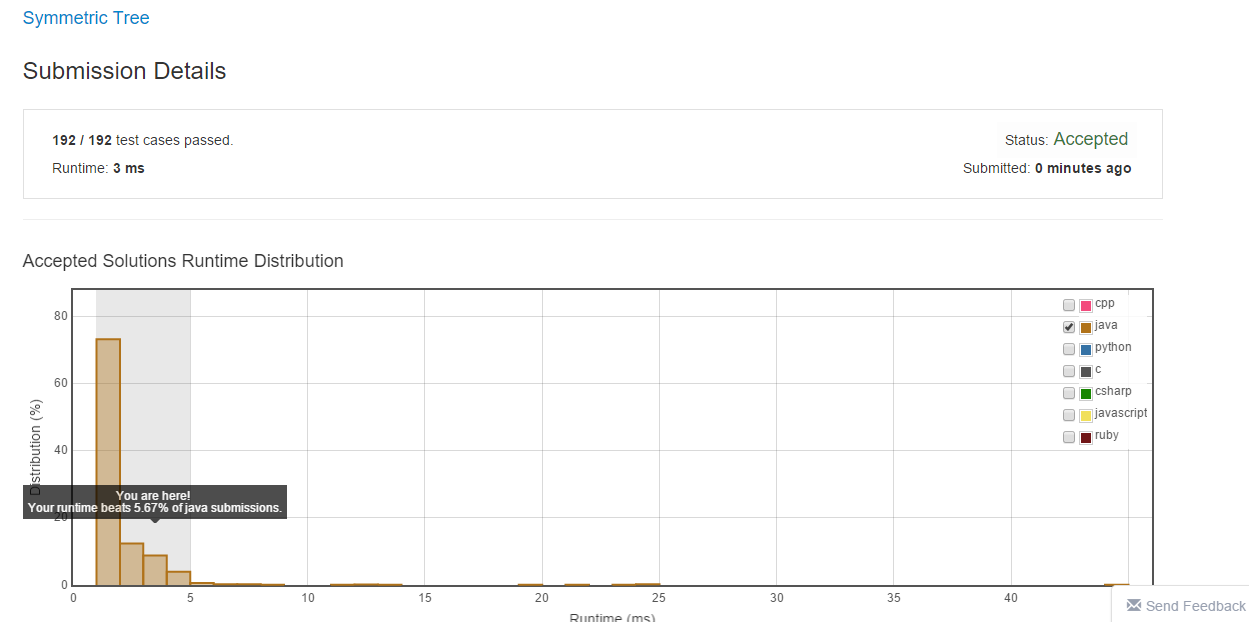 Symmetric Tree
Submission Details
192 / 192 test cases passed.
Status: Accepted
Runtime: 3 ms
Submitted: 0 minutes ago
Accepted Solutions Runtime Distribution
cpp
java
python
c
csharp
javascript
ruby
80
60
40
20
0
Distribution (%)
You are here!
Your runtime beats 5.67% of java submissions.
0 5 10 15 20 25 30 35 40
Runtime (ms)
Send Feedback